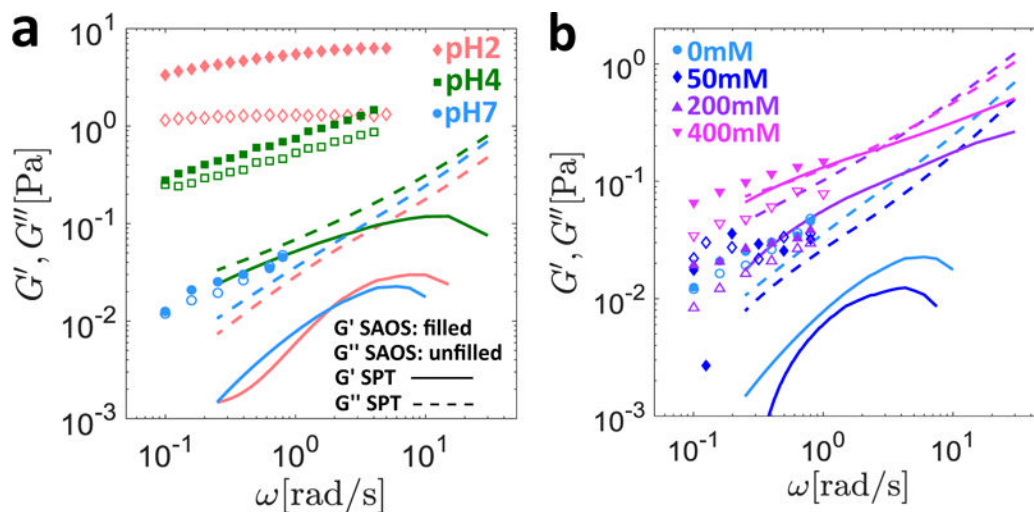 a
10^1
10^0
10^-1
10^-2
10^-3
G', G'' [Pa]
pH2
pH4
pH7
G' SAOS: filled
G'' SAOS: unfilled
G' SPT
G'' SPT
10^-1
10^0
10^1
ω[rad/s]
b
10^0
10^-1
10^-2
10^-3
G', G'' [Pa]
0mM
50mM
200mM
400mM
10^-1
10^0
10^1
ω[rad/s]